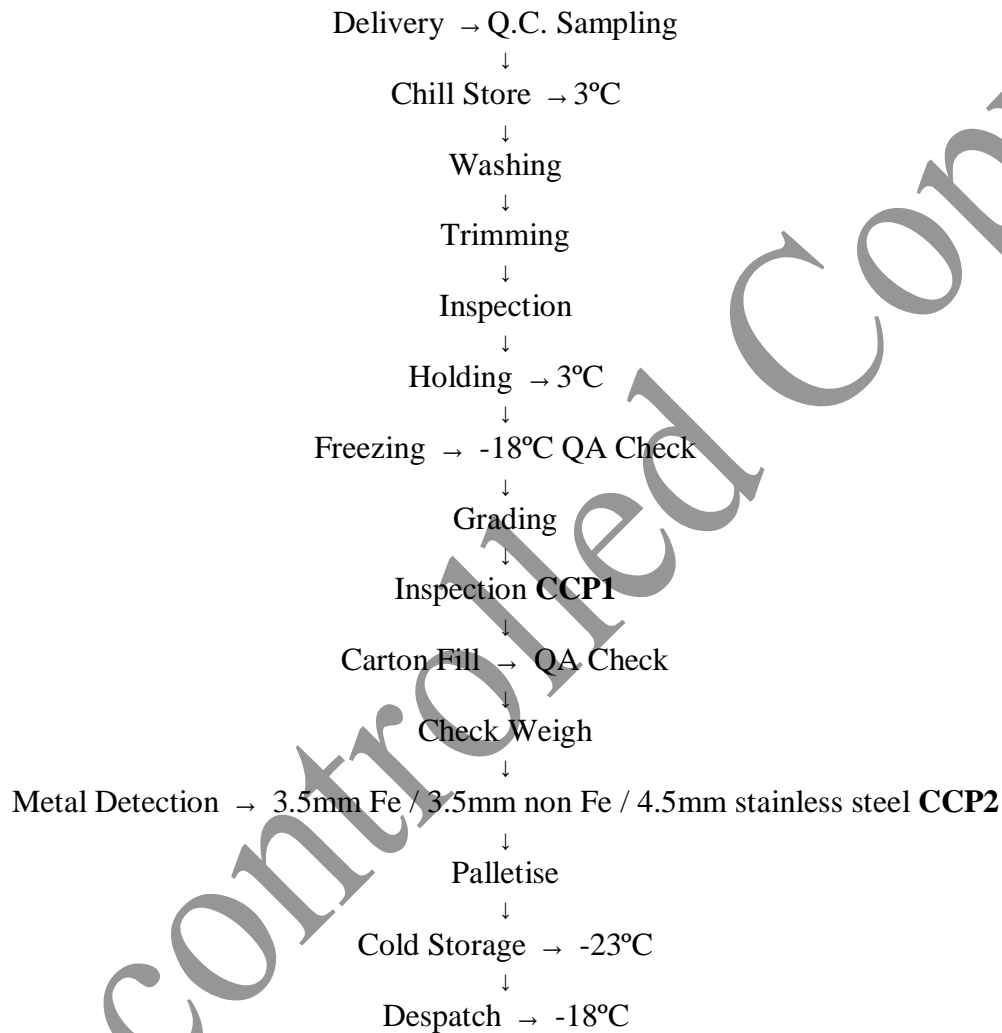 Delivery → Q.C. Sampling
↓
Chill Store → 3ºC
↓
Washing
↓
Trimming
↓
Inspection
↓
Holding → 3ºC
↓
Freezing → -18ºC QA Check
↓
Grading
↓
Inspection CCP1
↓
Carton Fill → QA Check
↓
Check Weigh
↓
Metal Detection → 3.5mm Fe / 3.5mm non Fe / 4.5mm stainless steel CCP2
↓
Palletise
↓
Cold Storage → -23ºC
↓
Despatch → -18ºC
controlled Cop